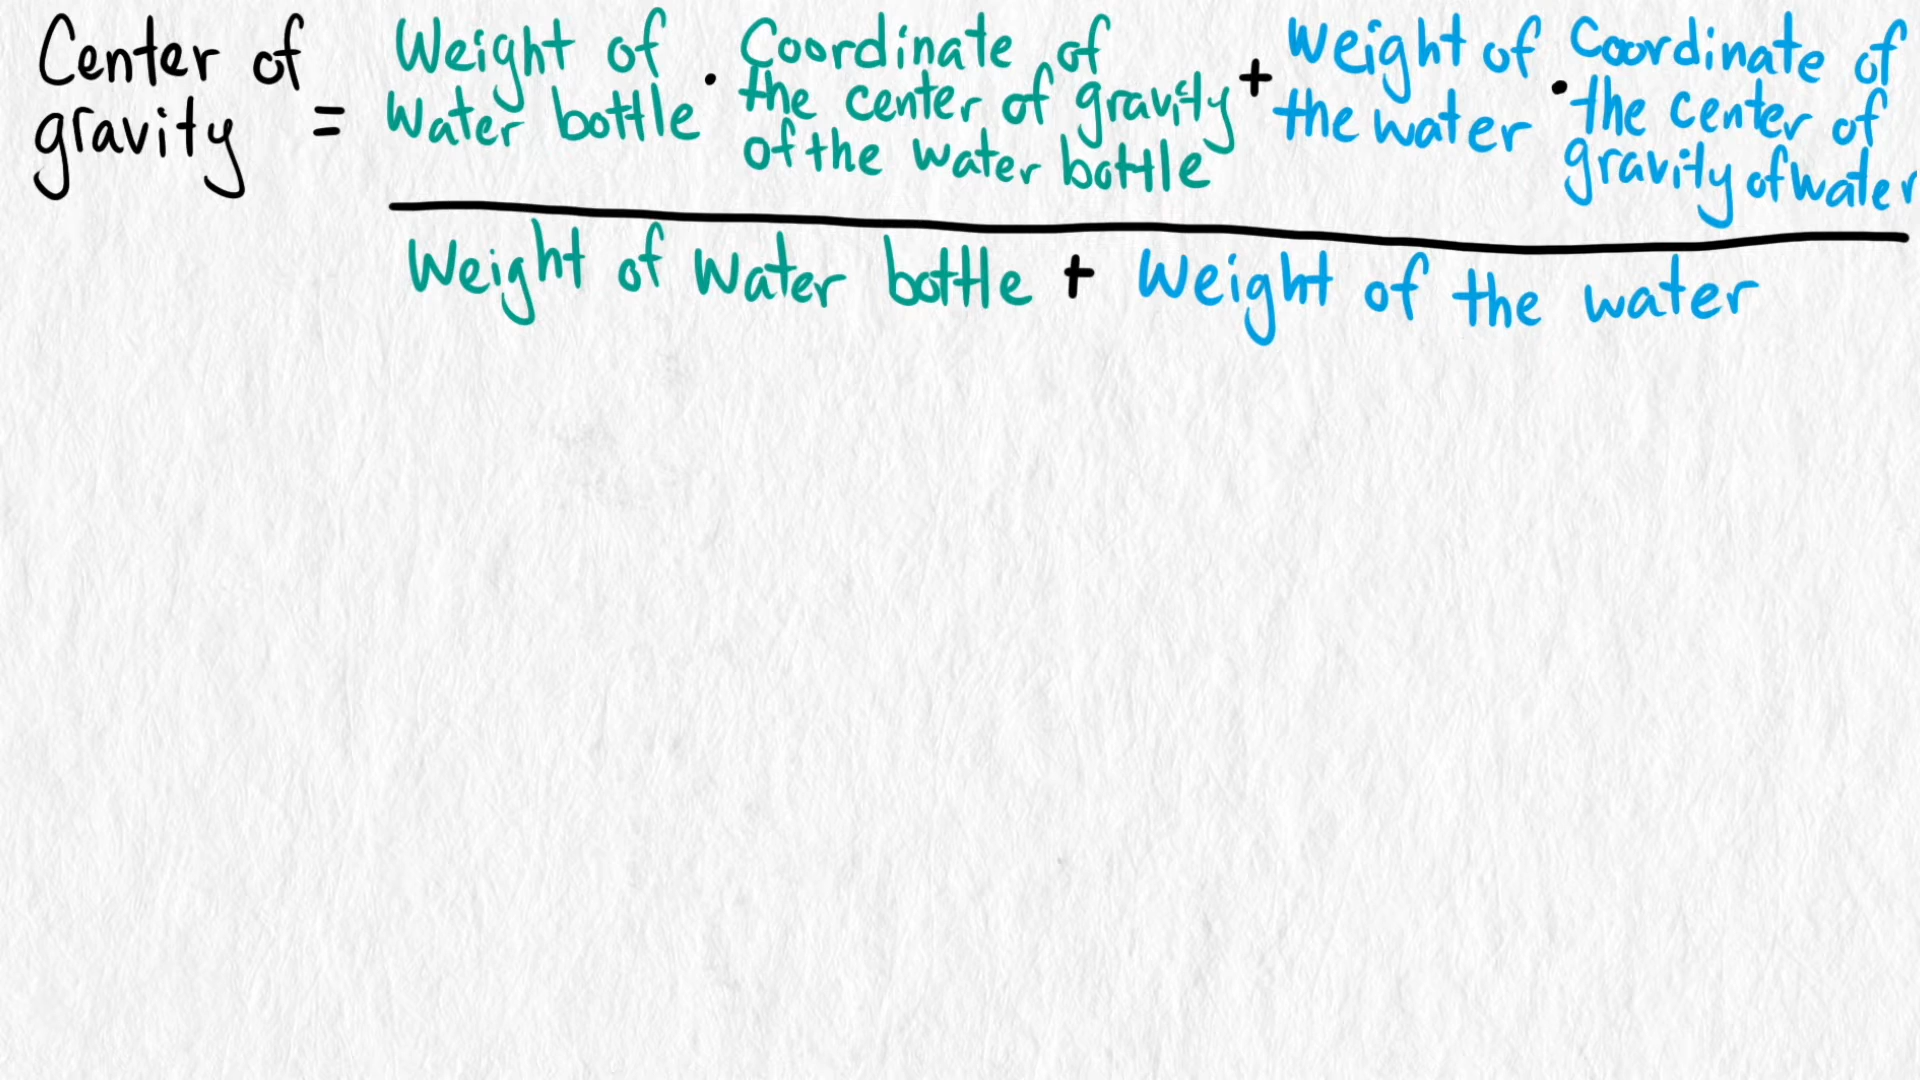 Center of gravity =
Weight of water bottle · Coordinate of the center of gravity of the water bottle + Weight of the water · Coordinate of the center of gravity of water
Weight of Water bottle + Weight of the water